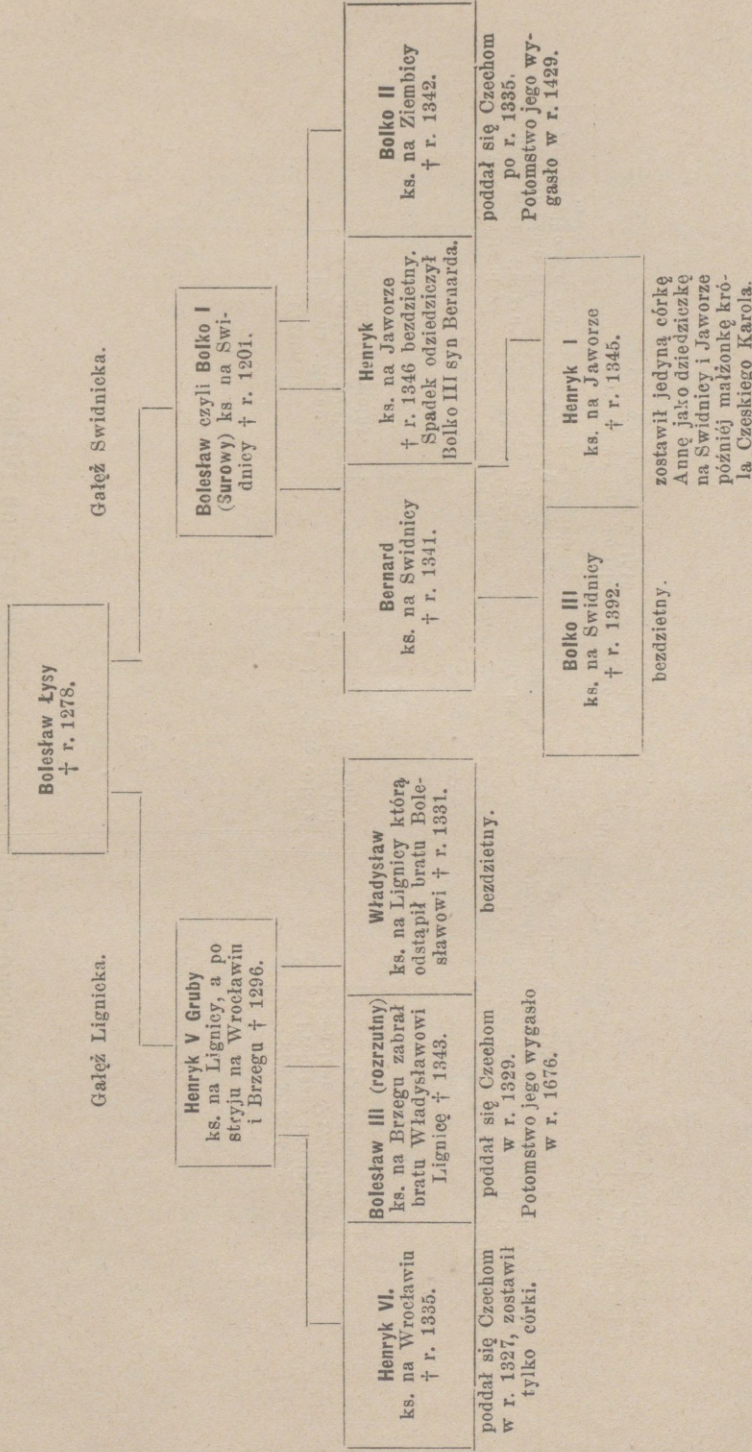 Bolesław Łysy
† r. 1278.
Gałęź Lignicka.
Gałęź Swidnicka.
Henryk V Gruby
ks. na Lignicy, a po
stryju na Wrocławiu
i Brzegu † 1296.
Bolesław czyli Bolko I
(Surowy) ks na Swi-
dnicy † r. 1201.
Henryk VI.
ks. na Wrocławiu
† r. 1335.
poddał się Czechom
w r. 1327, zostawił
tylko córki.
Bolesław III (rozrzutny)
ks. na Brzegu zabrał
bratu Władysławowi
Lignicę † 1343.
poddał się Czechom
w r. 1329.
Potomstwo jego wygasło
w r. 1676.
Władysław
ks. na Lignicy którą
odstąpił bratu Bole-
sławowi † r. 1331.
bezdzietny.
Bernard
ks. na Swidnicy
† r. 1341.
Henryk
ks. na Jaworze
† r. 1346 bezdzietny.
Spadek odziedziczył
Bolko III syn Bernarda.
Bolko II
ks. na Ziembicy
† r. 1342.
poddał się Czechom
po r. 1335.
Potomstwo jego wy-
gasło w r. 1429.
Bolko III
ks. na Swidnicy
† r. 1392.
bezdzietny.
Henryk I
ks. na Jaworze
† r. 1345.
zostawił jedyną córkę
Annę jako dziedziczkę
na Swidnicy i Jaworze
późniéj małżonkę kró-
la Czeskiego Karola.